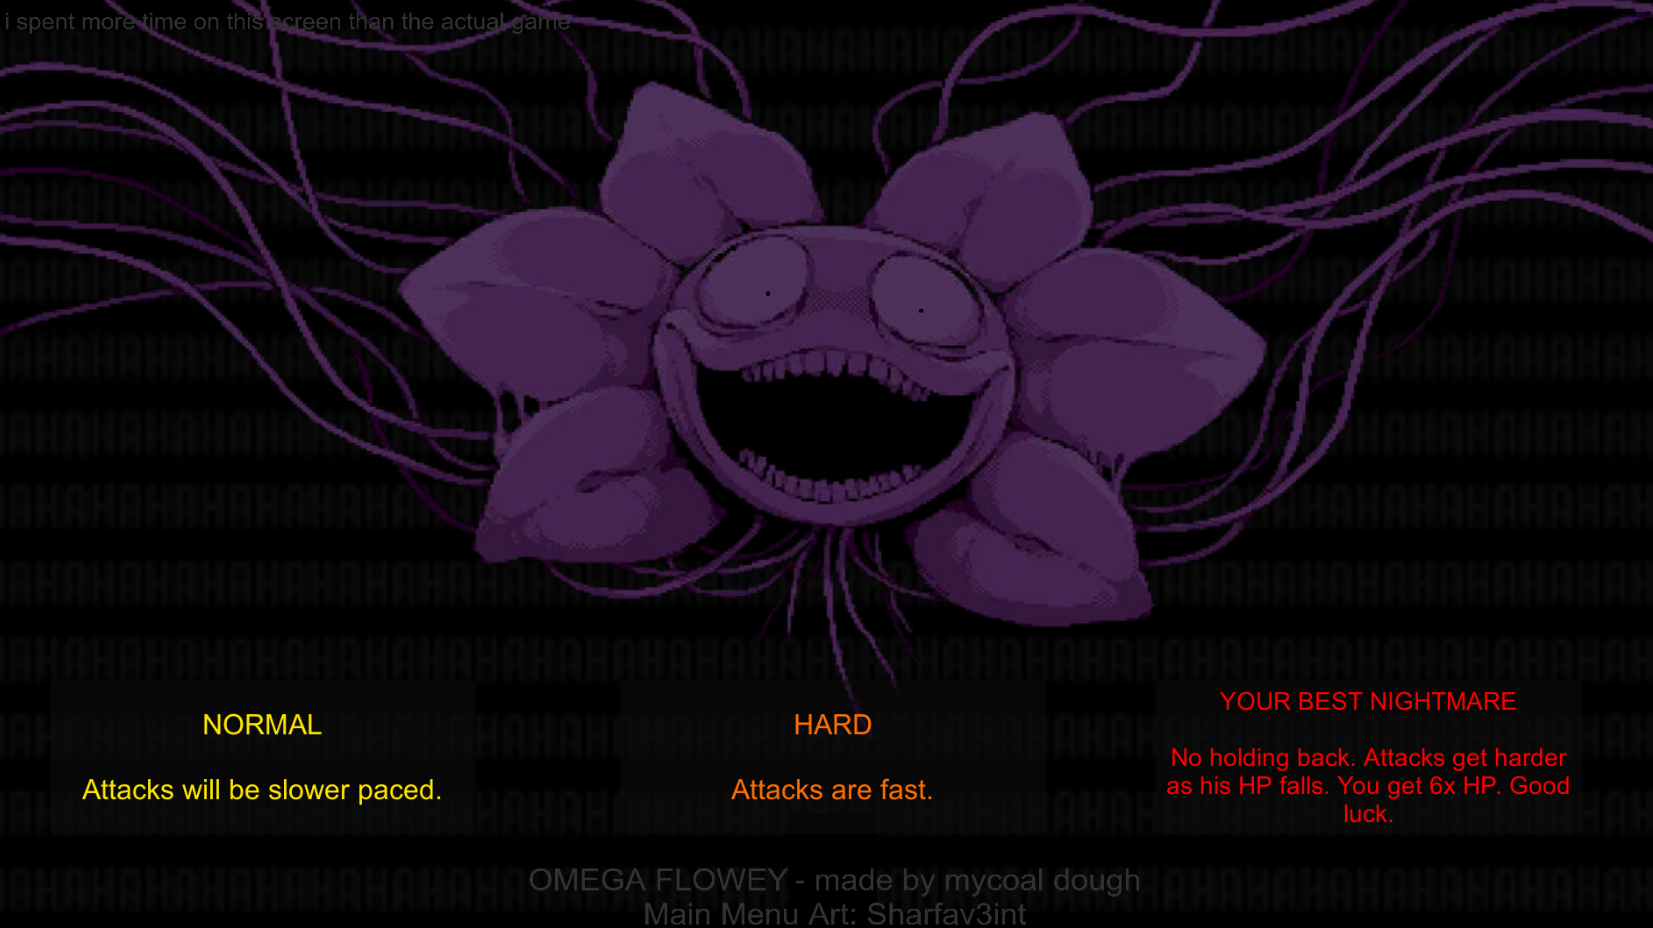 i spent more time on this screen than the actual game
NORMAL
Attacks will be slower paced.
HARD
Attacks are fast.
YOUR BEST NIGHTMARE
No holding back. Attacks get harder
as his HP falls. You get 6x HP. Good
luck.
OMEGA FLOWEY - made by mycoal dough
Main Menu Art: Sharfav3int